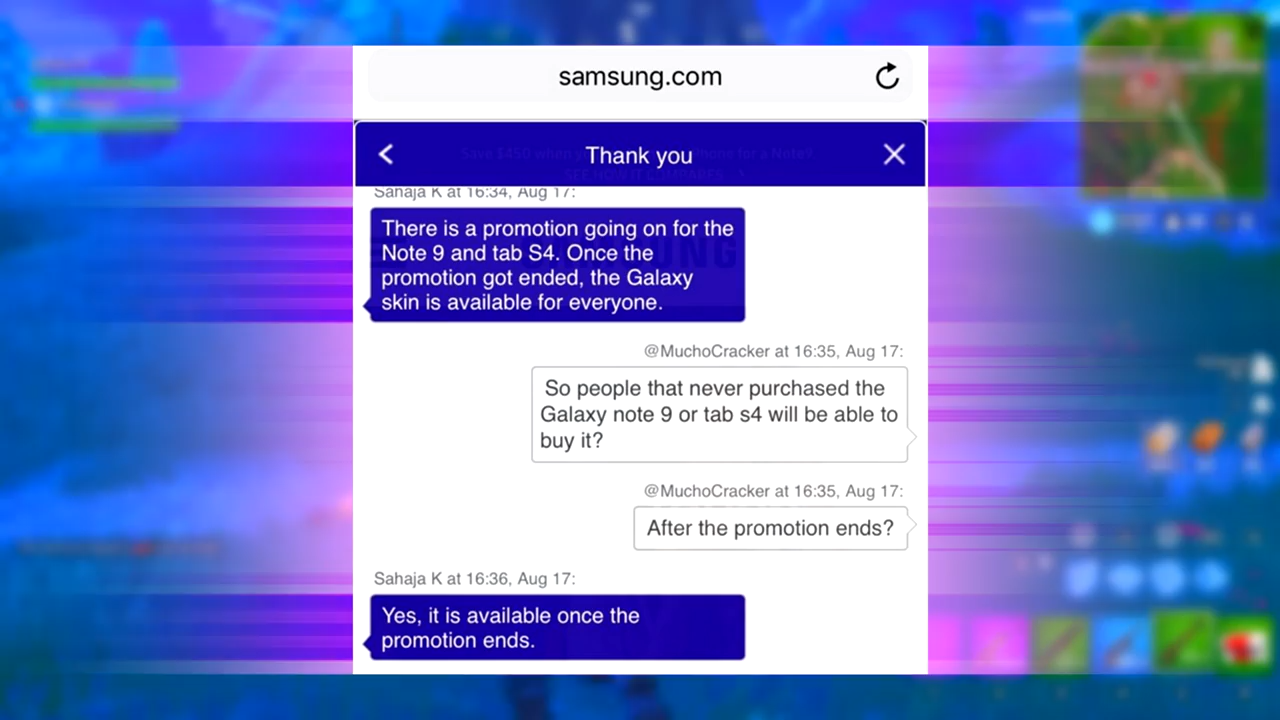 samsung.com
Thank you
Sahaja K at 16:34, Aug 17:
There is a promotion going on for the
Note 9 and tab S4. Once the
promotion got ended, the Galaxy
skin is available for everyone.
@MuchoCracker at 16:35, Aug 17:
So people that never purchased the
Galaxy note 9 or tab s4 will be able to
buy it?
@MuchoCracker at 16:35, Aug 17:
After the promotion ends?
Sahaja K at 16:36, Aug 17:
Yes, it is available once the
promotion ends.